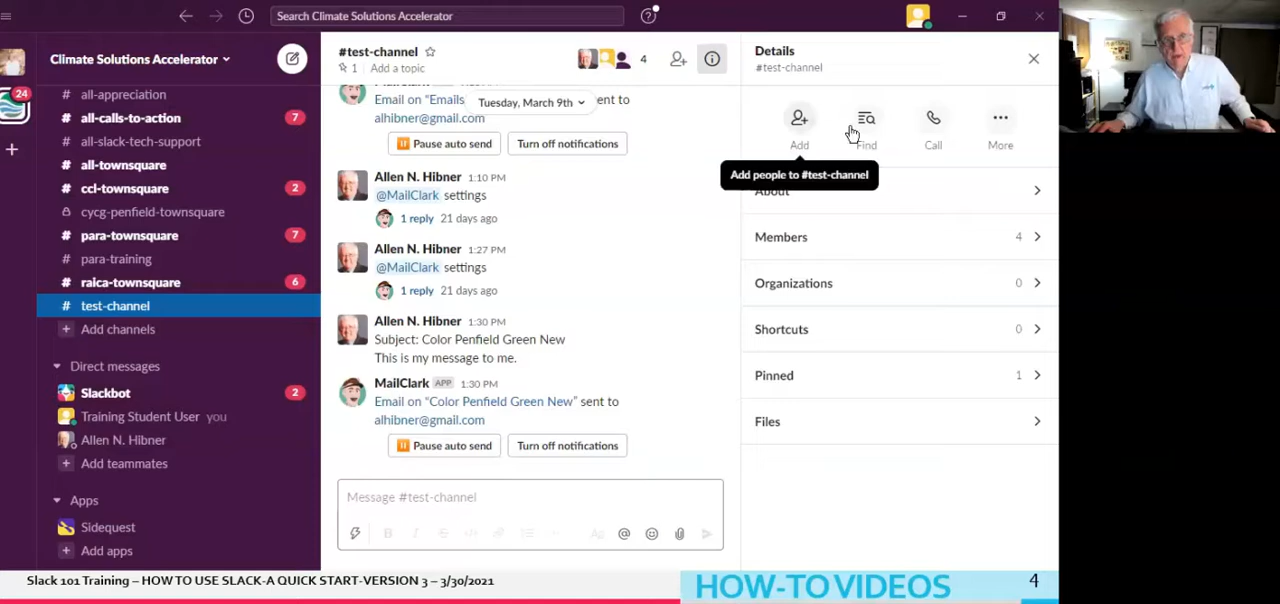 Search Climate Solutions Accelerator
24
Climate Solutions Accelerator
# all-appreciation
# all-calls-to-action 7
# all-slack-tech-support
# all-townsquare
# ccl-townsquare 2
cycg-penfield-townsquare
# para-townsquare 7
# para-training
# raica-townsquare 6
# test-channel
+ Add channels
Direct messages
Slackbot 2
Training Student User you
Allen N. Hibner
+ Add teammates
Apps
Sidequest
+ Add apps
#test-channel
1 Add a topic
4
Tuesday, March 9th
Email on "Emails
nt to
alhibner@gmail.com
Pause auto send Turn off notifications
Allen N. Hibner 1:10 PM
@MailClark settings
1 reply 21 days ago
Allen N. Hibner 1:27 PM
@MailClark settings
1 reply 21 days ago
Allen N. Hibner 1:30 PM
Subject: Color Penfield Green New
This is my message to me.
MailClark APP 1:30 PM
Email on "Color Penfield Green New" sent to
alhibner@gmail.com
Pause auto send Turn off notifications
Message #test-channel
Details
#test-channel
Add Find Call More
Add people to #test-channel
About
Members 4
Organizations 0
Shortcuts 0
Pinned 1
Files
Slack 101 Training – HOW TO USE SLACK-A QUICK START-VERSION 3 – 3/30/2021
HOW-TO VIDEOS
4